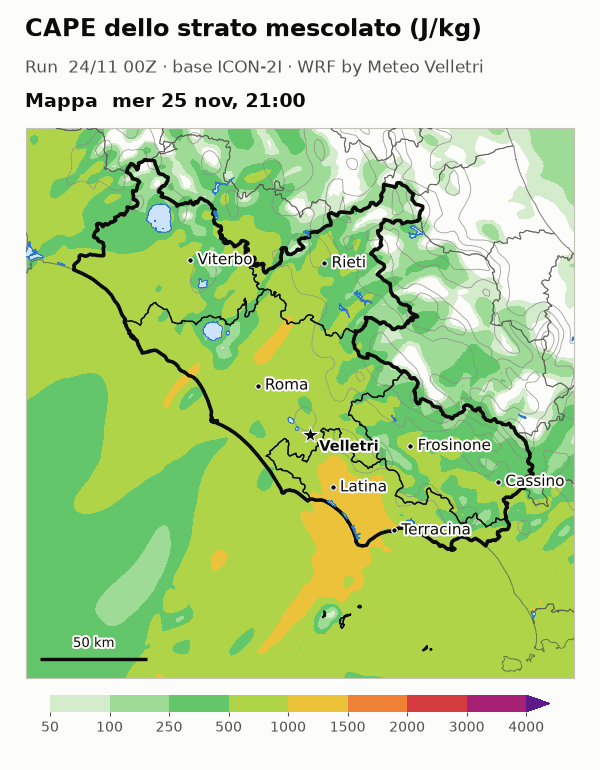 CAPE dello strato mescolato (J/kg)
Run  24/11 00Z · base ICON-2I · WRF by Meteo Velletri
Mappa  mer 25 nov, 21:00
Viterbo
Rieti
Roma
Velletri
Frosinone
Latina
Cassino
Terracina
50 km
50 100 250 500 1000 1500 2000 3000 4000